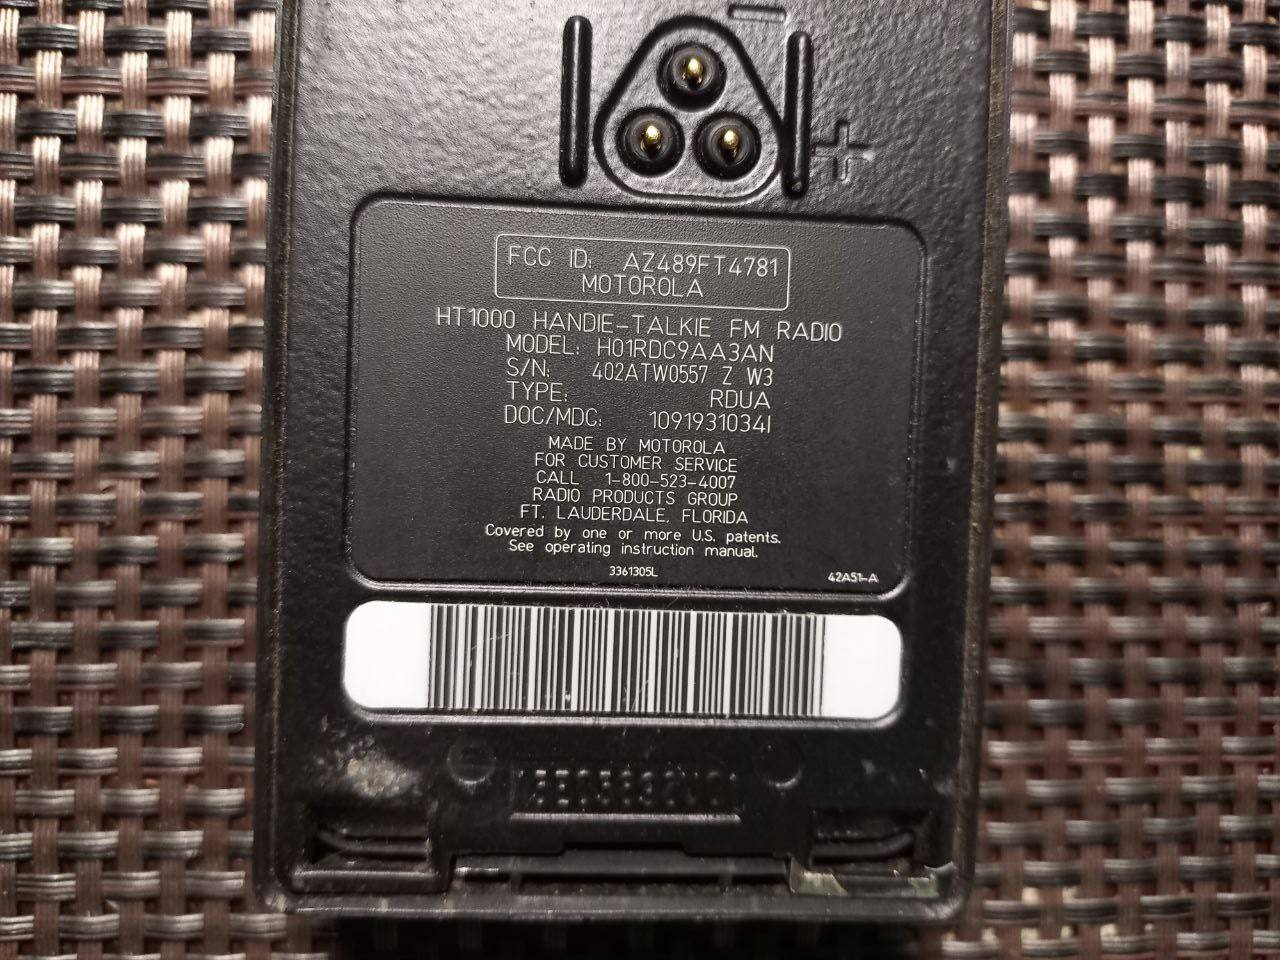 FCC ID: AZ489FT4781
MOTOROLA
HT1000 HANDIE-TALKIE FM RADIO
MODEL: H01RDC9AA3AN
S/N: 402ATW0557 Z W3
TYPE: RDUA
DOC/MDC: 1091931034I
MADE BY MOTOROLA
FOR CUSTOMER SERVICE
CALL 1-800-523-4007
RADIO PRODUCTS GROUP
FT. LAUDERDALE, FLORIDA
Covered by one or more U.S. patents.
See operating instruction manual.
3361305L 42A51-A